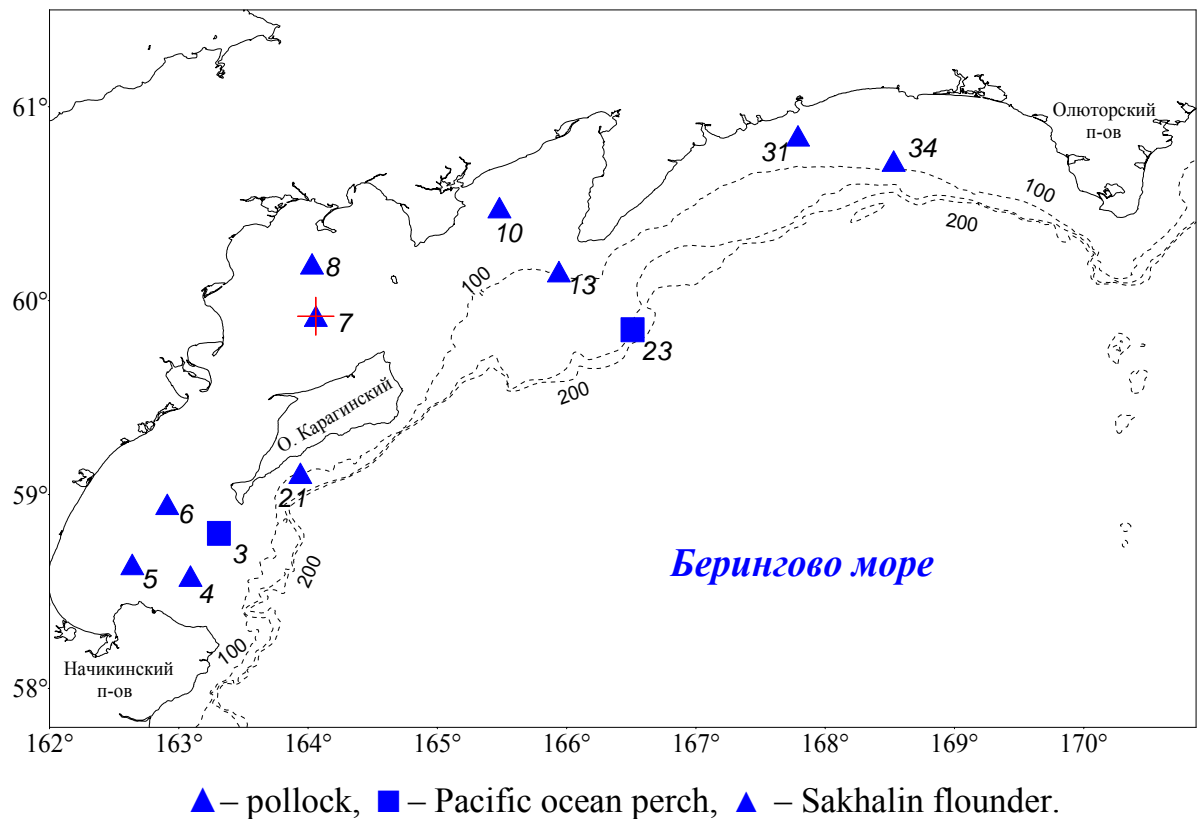 61°
Олюторский
п-ов
31
34
100
200
10
8
100
13
60°
7
23
200
О. Карагинский
59°
21
6
3
200
5
4
Берингово море
100
Начикинский
п-ов
58°
162 163 164 165 166 167 168 169 170
▲ – pollock, ■ – Pacific ocean perch, ▲ – Sakhalin flounder.